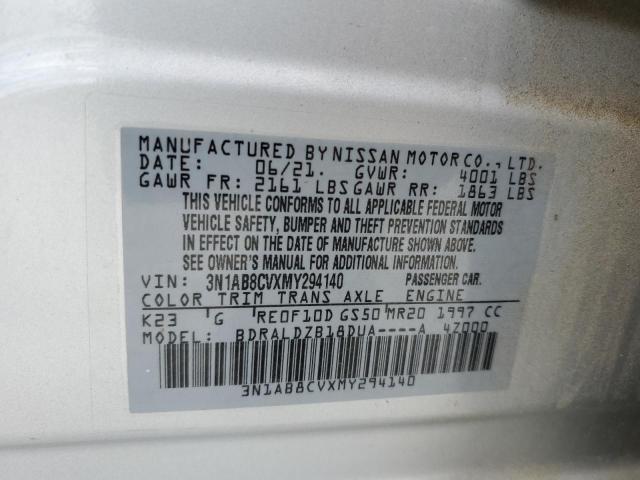 MANUFACTURED BY NISSAN MOTOR CO., LTD.
DATE: 06/21. GVWR: 4001 LBS
GAWR FR: 2161 LBS GAWR RR: 1863 LBS
THIS VEHICLE CONFORMS TO ALL APPLICABLE FEDERAL MOTOR
VEHICLE SAFETY, BUMPER AND THEFT PREVENTION STANDARDS
IN EFFECT ON THE DATE OF MANUFACTURE SHOWN ABOVE.
SEE OWNER'S MANUAL FOR ADDITIONAL INFORMATION.
VIN: 3N1AB8CVXMY294140 PASSENGER CAR.
COLOR TRIM TRANS AXLE ENGINE
K23 'G 'RE0F10D GS50 MR20 1997 CC
MODEL: BDRALDZB18DUA----A 4Z000
3N1AB8CVXMY294140